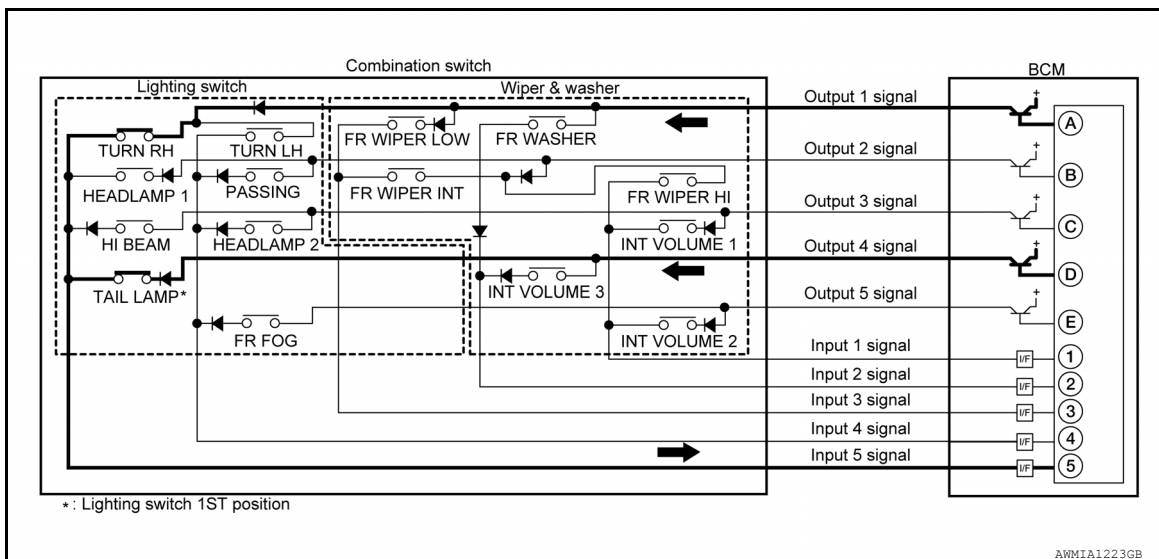 Combination switch
BCM
Lighting switch
Wiper & washer
Output 1 signal
+
A
TURN RH
TURN LH
FR WIPER LOW
FR WASHER
Output 2 signal
+
B
HEADLAMP 1
PASSING
FR WIPER INT
FR WIPER HI
Output 3 signal
+
C
HI BEAM
HEADLAMP 2
INT VOLUME 1
Output 4 signal
+
D
TAIL LAMP*
INT VOLUME 3
Output 5 signal
+
E
FR FOG
INT VOLUME 2
Input 1 signal
I/F
1
Input 2 signal
I/F
2
Input 3 signal
I/F
3
Input 4 signal
I/F
4
Input 5 signal
I/F
5
* : Lighting switch 1ST position
AWMIA1223GB